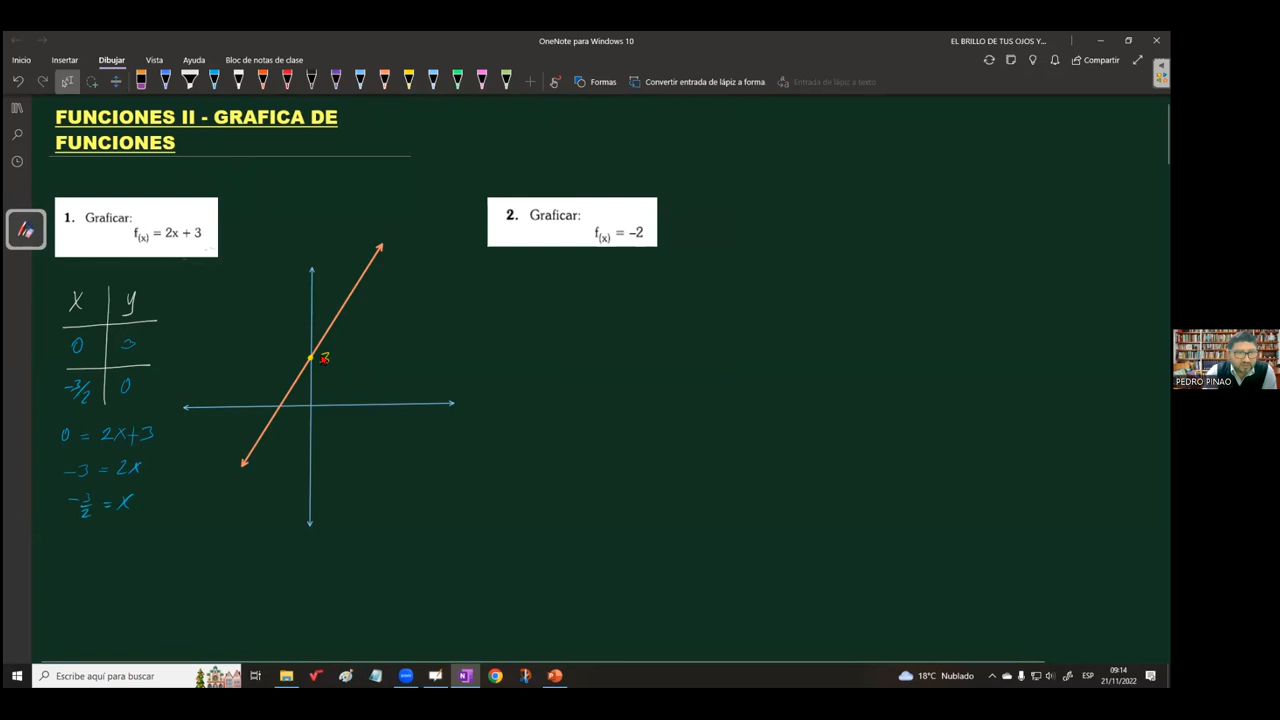 OneNote para Windows 10
EL BRILLO DE TUS OJOS Y...
Inicio
Insertar
Dibujar
Vista
Ayuda
Bloc de notas de clase
Compartir
Formas
Convertir entrada de lápiz a forma
Entrada de lápiz a texto
FUNCIONES II - GRAFICA DE
FUNCIONES
1. Graficar:
f(x) = 2x + 3
2. Graficar:
f(x) = -2
x y
0 3
-3/2 0
0 = 2x+3
-3 = 2x
-3/2 = x
3
PEDRO PINAO
Escribe aquí para buscar
18°C Nublado
ESP
09:14
21/11/2022